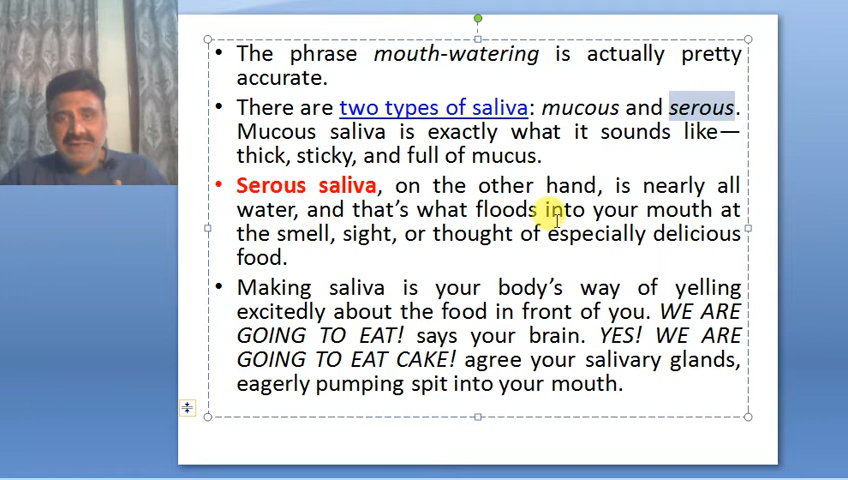 • The phrase mouth-watering is actually pretty
accurate.
• There are two types of saliva: mucous and serous.
Mucous saliva is exactly what it sounds like—
thick, sticky, and full of mucus.
• Serous saliva, on the other hand, is nearly all
water, and that’s what floods into your mouth at
the smell, sight, or thought of especially delicious
food.
• Making saliva is your body’s way of yelling
excitedly about the food in front of you. WE ARE
GOING TO EAT! says your brain. YES! WE ARE
GOING TO EAT CAKE! agree your salivary glands,
eagerly pumping spit into your mouth.